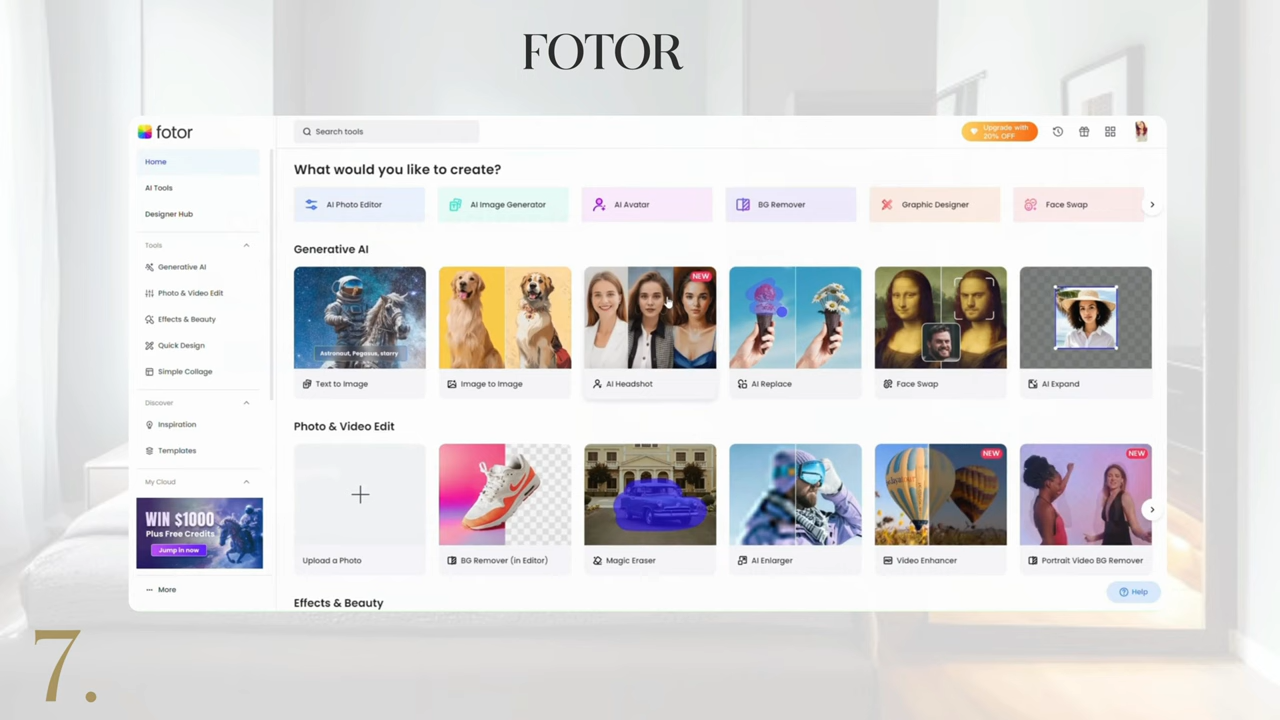 FOTOR
fotor
Search tools
Upgrade with
20% OFF
Home
AI Tools
Designer Hub
Tools
Generative AI
Photo & Video Edit
Effects & Beauty
Quick Design
Simple Collage
Discover
Inspiration
Templates
My Cloud
WIN $1000
Plus Free Credits
Jump in now
More
What would you like to create?
AI Photo Editor
AI Image Generator
AI Avatar
BG Remover
Graphic Designer
Face Swap
Generative AI
Astronaut, Pegasus, starry
NEW
Text to Image
Image to Image
AI Headshot
AI Replace
Face Swap
AI Expand
Photo & Video Edit
NEW
NEW
Upload a Photo
BG Remover (in Editor)
Magic Eraser
AI Enlarger
Video Enhancer
Portrait Video BG Remover
Effects & Beauty
Help
7.